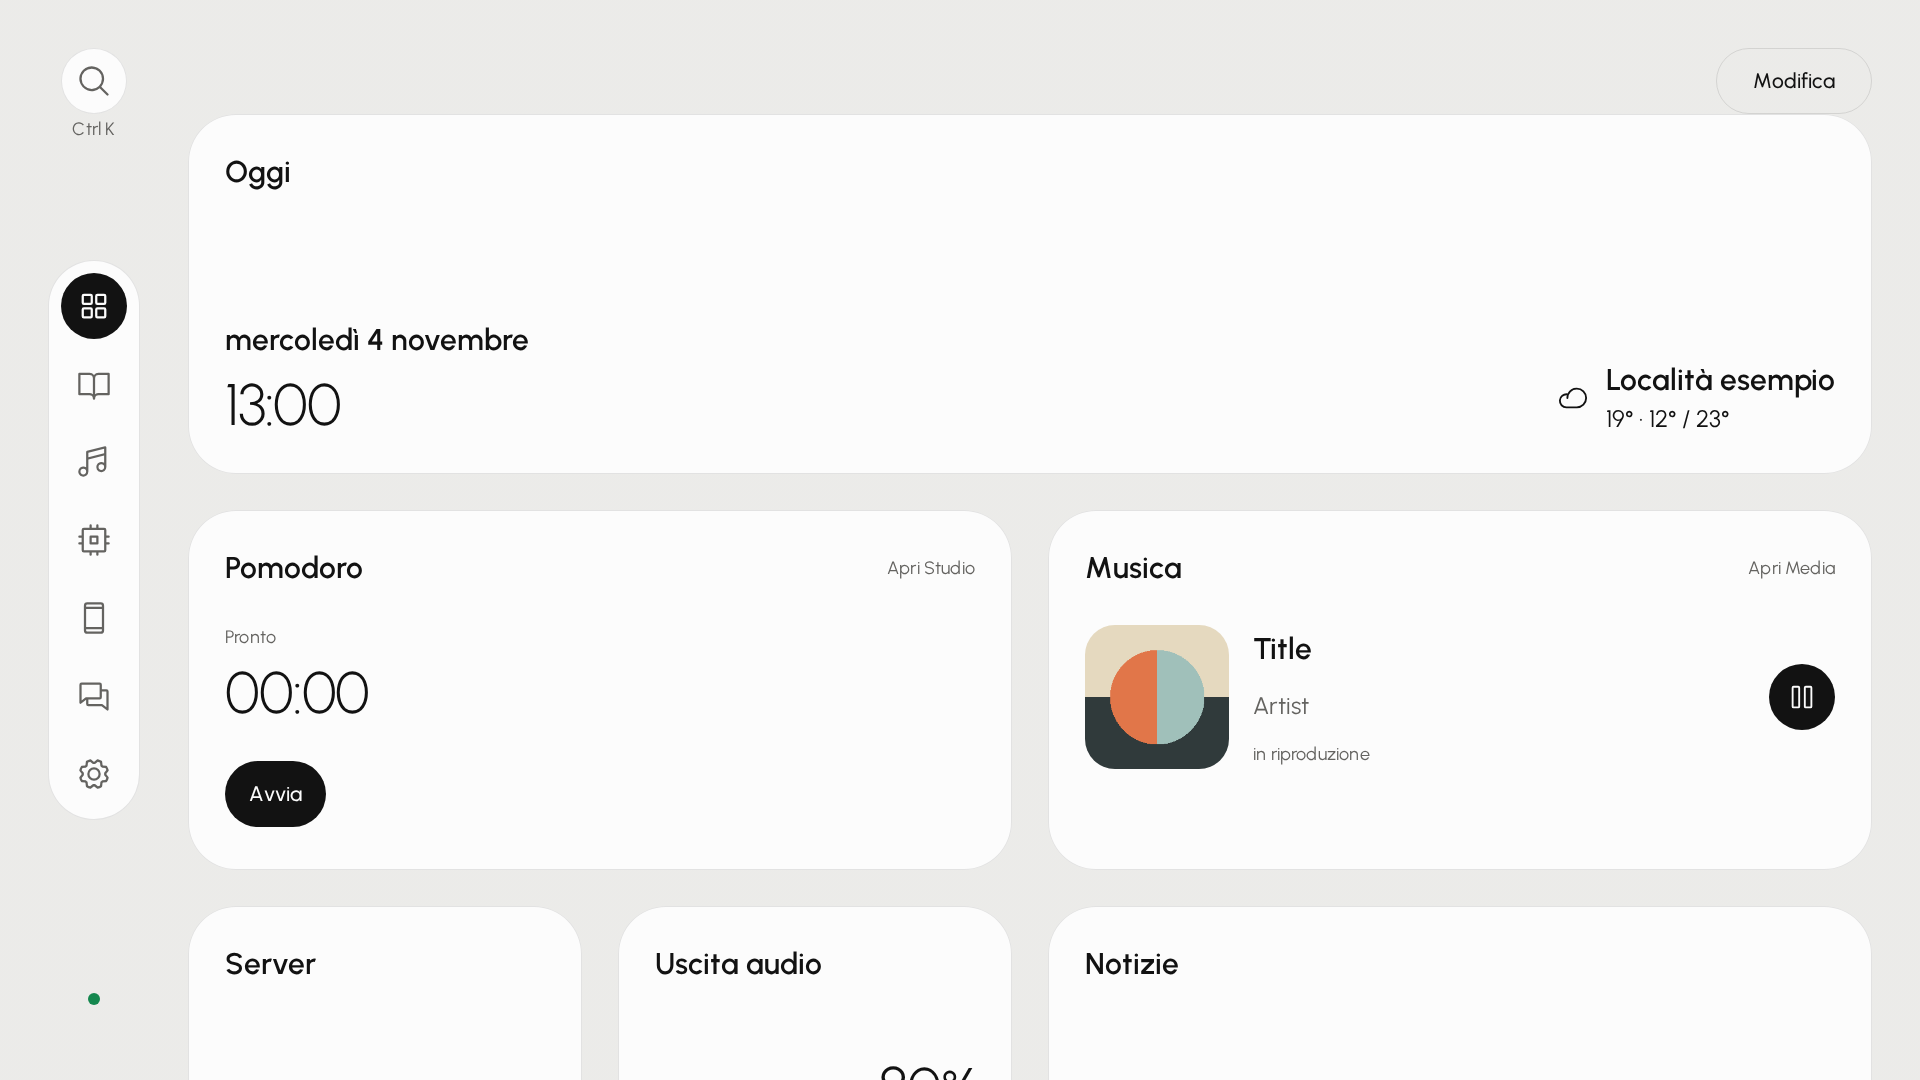 Ctrl K
Modifica
Oggi
mercoledì 4 novembre
13:00
Località esempio
19° · 12° / 23°
Pomodoro
Apri Studio
Pronto
00:00
Avvia
Musica
Apri Media
Title
Artist
in riproduzione
Server
Uscita audio
Notizie